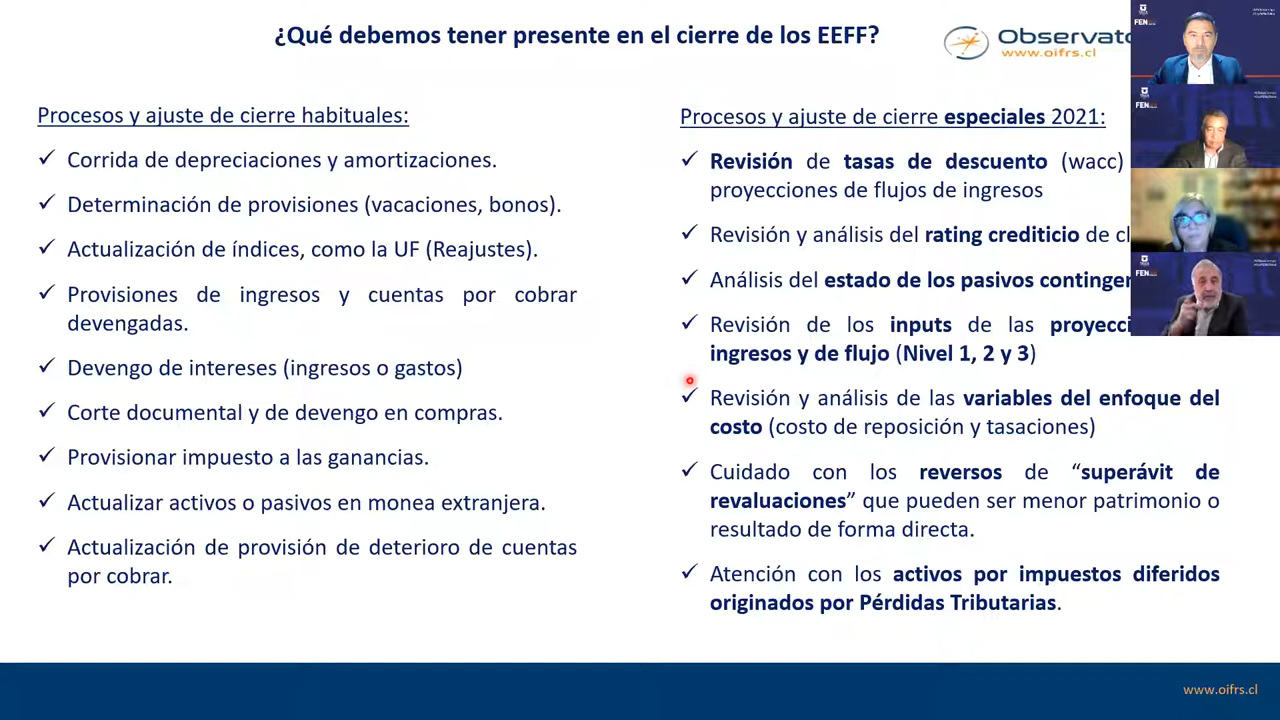 ¿Qué debemos tener presente en el cierre de los EEFF?
www.oifrs.cl
Procesos y ajuste de cierre habituales:
Corrida de depreciaciones y amortizaciones.
Determinación de provisiones (vacaciones, bonos).
Actualización de índices, como la UF (Reajustes).
Provisiones de ingresos y cuentas por cobrar
devengadas.
Devengo de intereses (ingresos o gastos)
Corte documental y de devengo en compras.
Provisionar impuesto a las ganancias.
Actualizar activos o pasivos en monea extranjera.
Actualización de provisión de deterioro de cuentas
por cobrar.
Procesos y ajuste de cierre especiales 2021:
Revisión de tasas de descuento (wacc)
proyecciones de flujos de ingresos
Revisión y análisis del rating crediticio de
Análisis del estado de los pasivos
Revisión de los inputs de las
ingresos y de flujo (Nivel 1, 2 y 3)
Revisión y análisis de las variables del enfoque del
costo (costo de reposición y tasaciones)
Cuidado con los reversos de “superávit de
revaluaciones” que pueden ser menor patrimonio o
resultado de forma directa.
Atención con los activos por impuestos diferidos
originados por Pérdidas Tributarias.
FEN
FEN
FEN
www.oifrs.cl